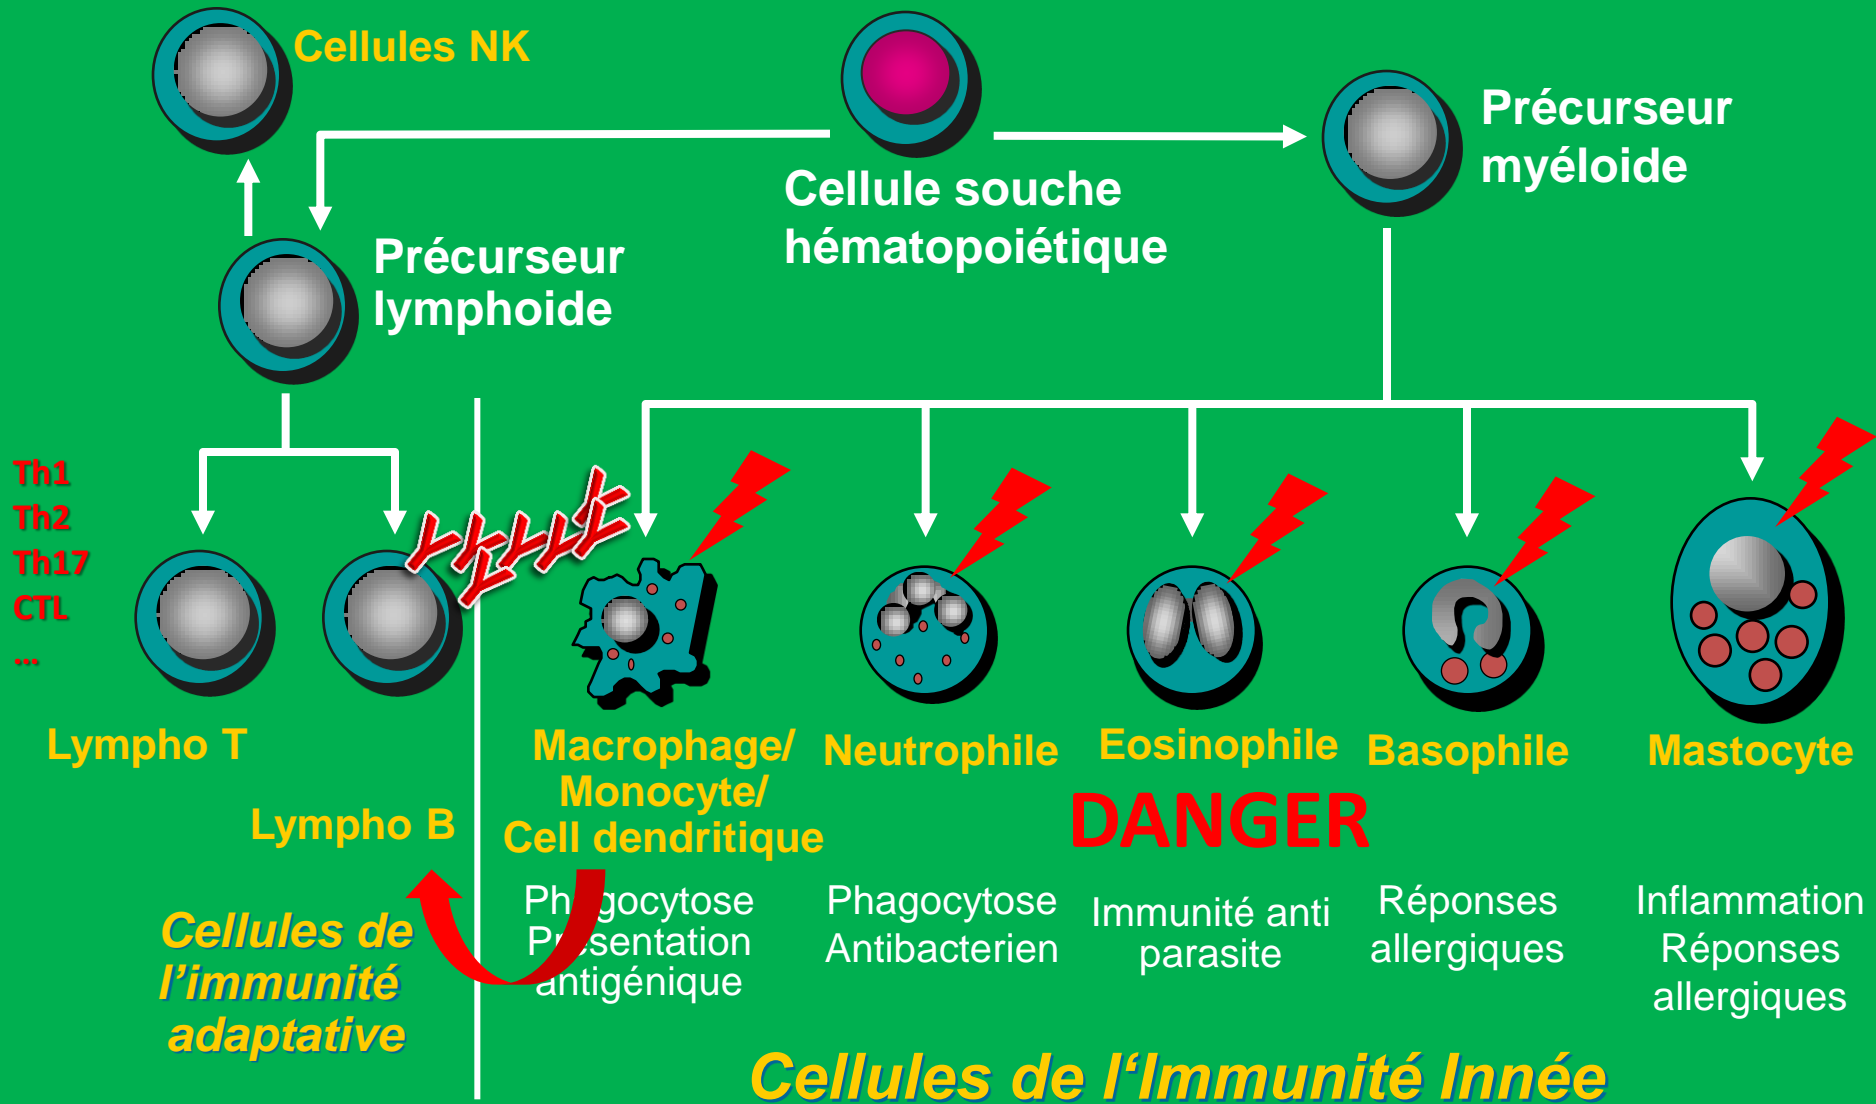 Cellules NK
Cellule souche
hématopoiétique
Précurseur
myéloide
Précurseur
lymphoide
Th1
Th2
Th17
CTL
...
Lympho T
Lympho B
Macrophage/
Monocyte/
Cell dendritique
Neutrophile
Eosinophile
Basophile
Mastocyte
DANGER
Phagocytose
Présentation
antigénique
Phagocytose
Antibacterien
Immunité anti
parasite
Réponses
allergiques
Inflammation
Réponses
allergiques
Cellules de
l’immunité
adaptative
Cellules de l‘Immunité Innée